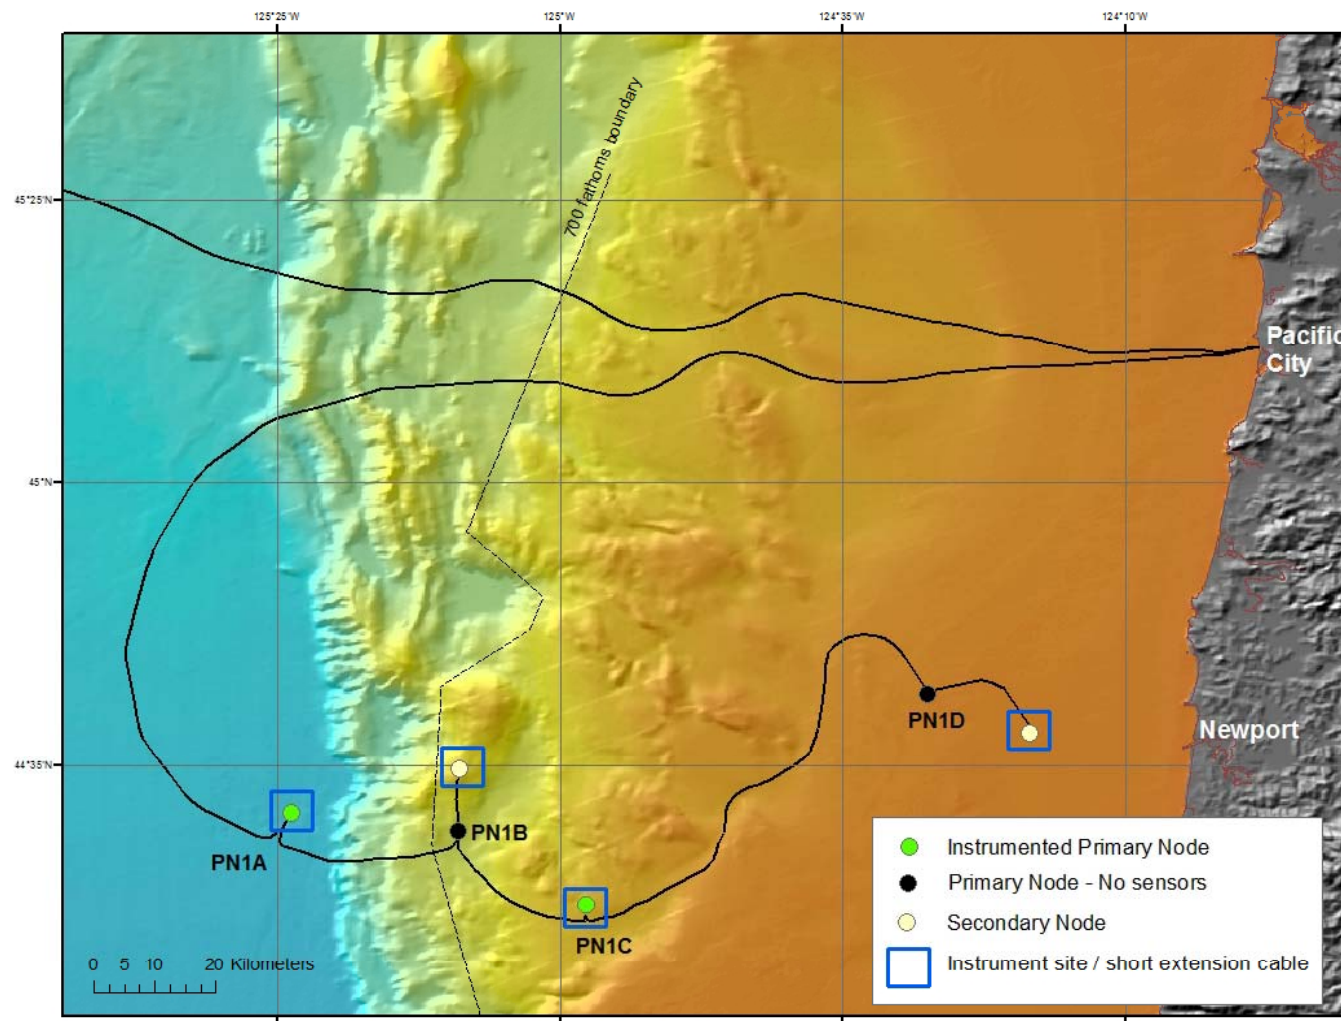 125°25'W 125°W 124°35'W 124°10'W
700 fathoms boundary
45°25'N
Pacific
City
45°N
PN1D
Newport
44°35'N
PN1B
PN1A
PN1C
Instrumented Primary Node
Primary Node - No sensors
Secondary Node
Instrument site / short extension cable
0 5 10 20 Kilometers